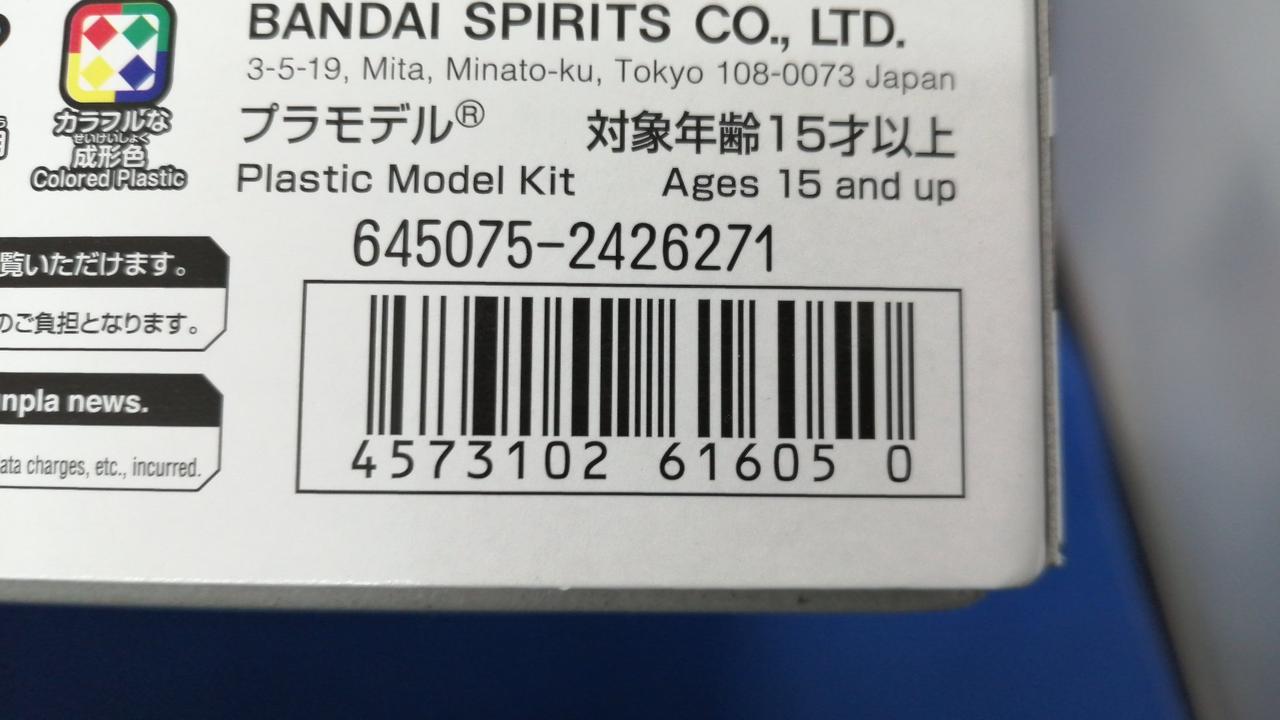 BANDAI SPIRITS CO., LTD.
3-5-19, Mita, Minato-ku, Tokyo 108-0073 Japan
カラフルな
せいけいしょく
成形色
Colored Plastic
プラモデル® 対象年齢15才以上
Plastic Model Kit Ages 15 and up
645075-2426271
覧いただけます。
のご負担となります。
npla news.
ata charges, etc., incurred.
4573102 61605 0